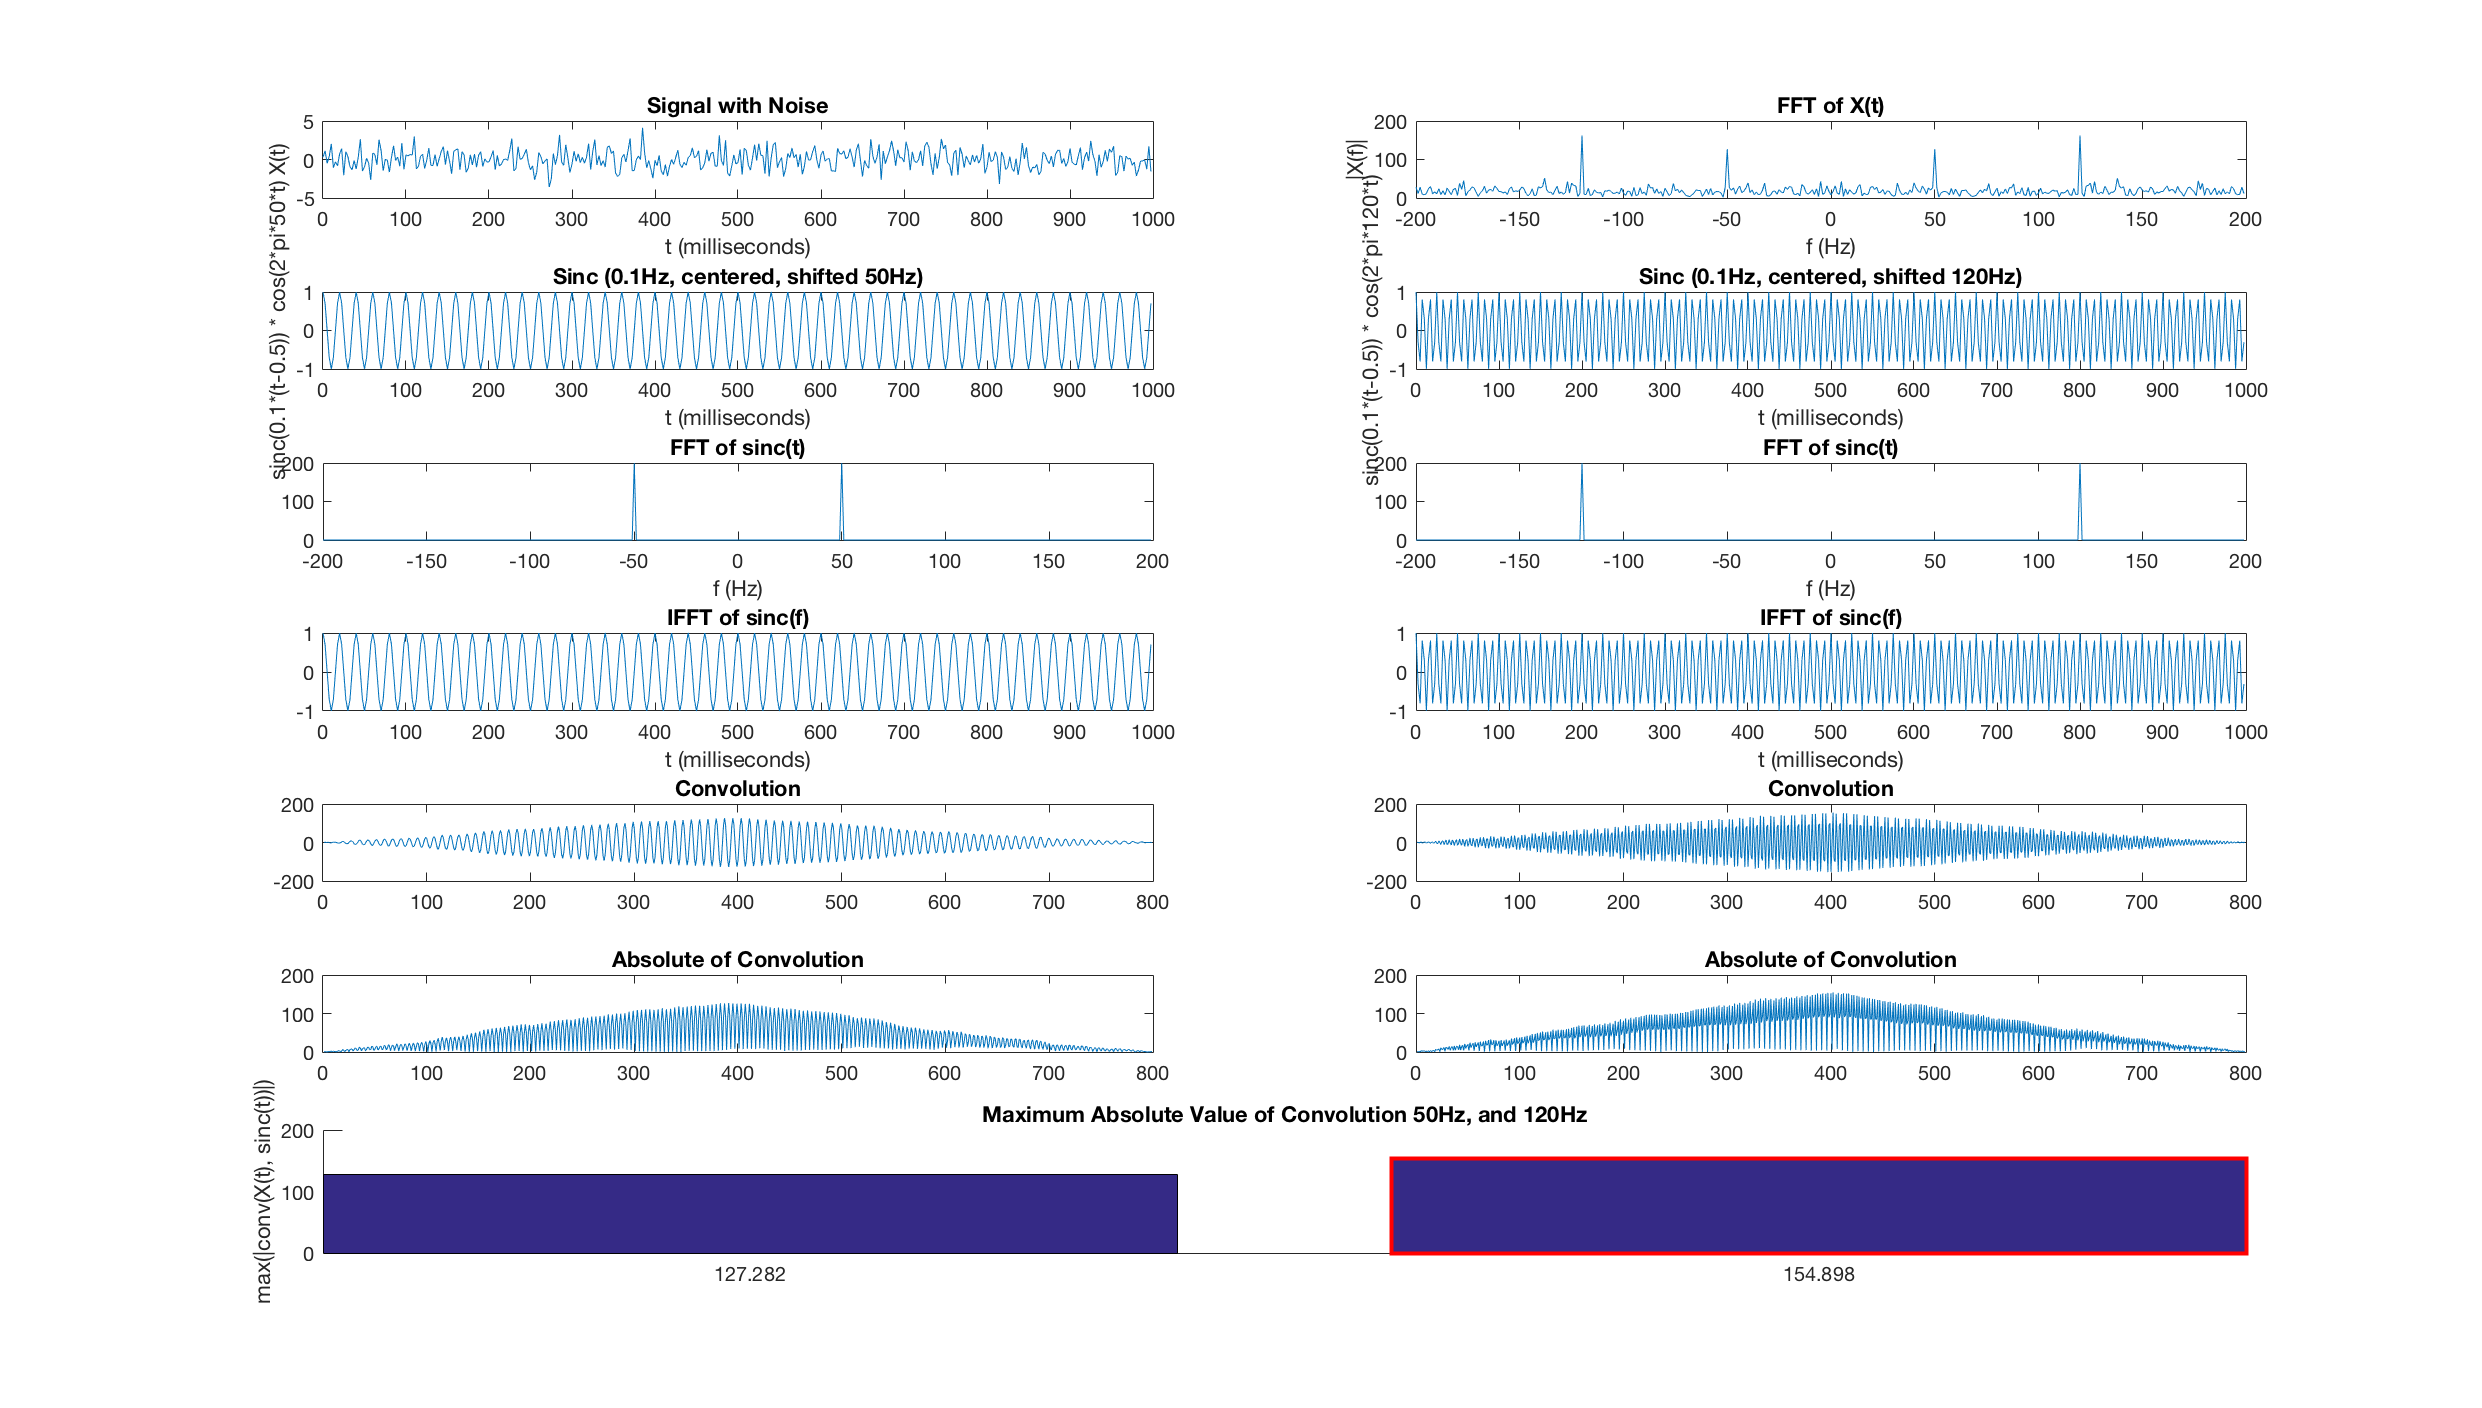 Signal with Noise
5
0
-5
0 100 200 300 400 500 600 700 800 900 1000
t (milliseconds)
X(t)
FFT of X(t)
200
100
0
-200 -150 -100 -50 0 50 100 150 200
f (Hz)
|X(f)|
Sinc (0.1Hz, centered, shifted 50Hz)
1
0
-1
0 100 200 300 400 500 600 700 800 900 1000
t (milliseconds)
sinc(0.1*(t-0.5)) * cos(2*pi*50*t)
Sinc (0.1Hz, centered, shifted 120Hz)
1
0
-1
0 100 200 300 400 500 600 700 800 900 1000
t (milliseconds)
sinc(0.1*(t-0.5)) * cos(2*pi*120*t)
FFT of sinc(t)
200
100
0
-200 -150 -100 -50 0 50 100 150 200
f (Hz)
FFT of sinc(t)
200
100
0
-200 -150 -100 -50 0 50 100 150 200
f (Hz)
IFFT of sinc(f)
1
0
-1
0 100 200 300 400 500 600 700 800 900 1000
t (milliseconds)
IFFT of sinc(f)
1
0
-1
0 100 200 300 400 500 600 700 800 900 1000
t (milliseconds)
Convolution
200
0
-200
0 100 200 300 400 500 600 700 800
Convolution
200
0
-200
0 100 200 300 400 500 600 700 800
Absolute of Convolution
200
100
0
0 100 200 300 400 500 600 700 800
Absolute of Convolution
200
100
0
0 100 200 300 400 500 600 700 800
Maximum Absolute Value of Convolution 50Hz, and 120Hz
200
100
0
max(|conv(X(t), sinc(t))|)
127.282 154.898